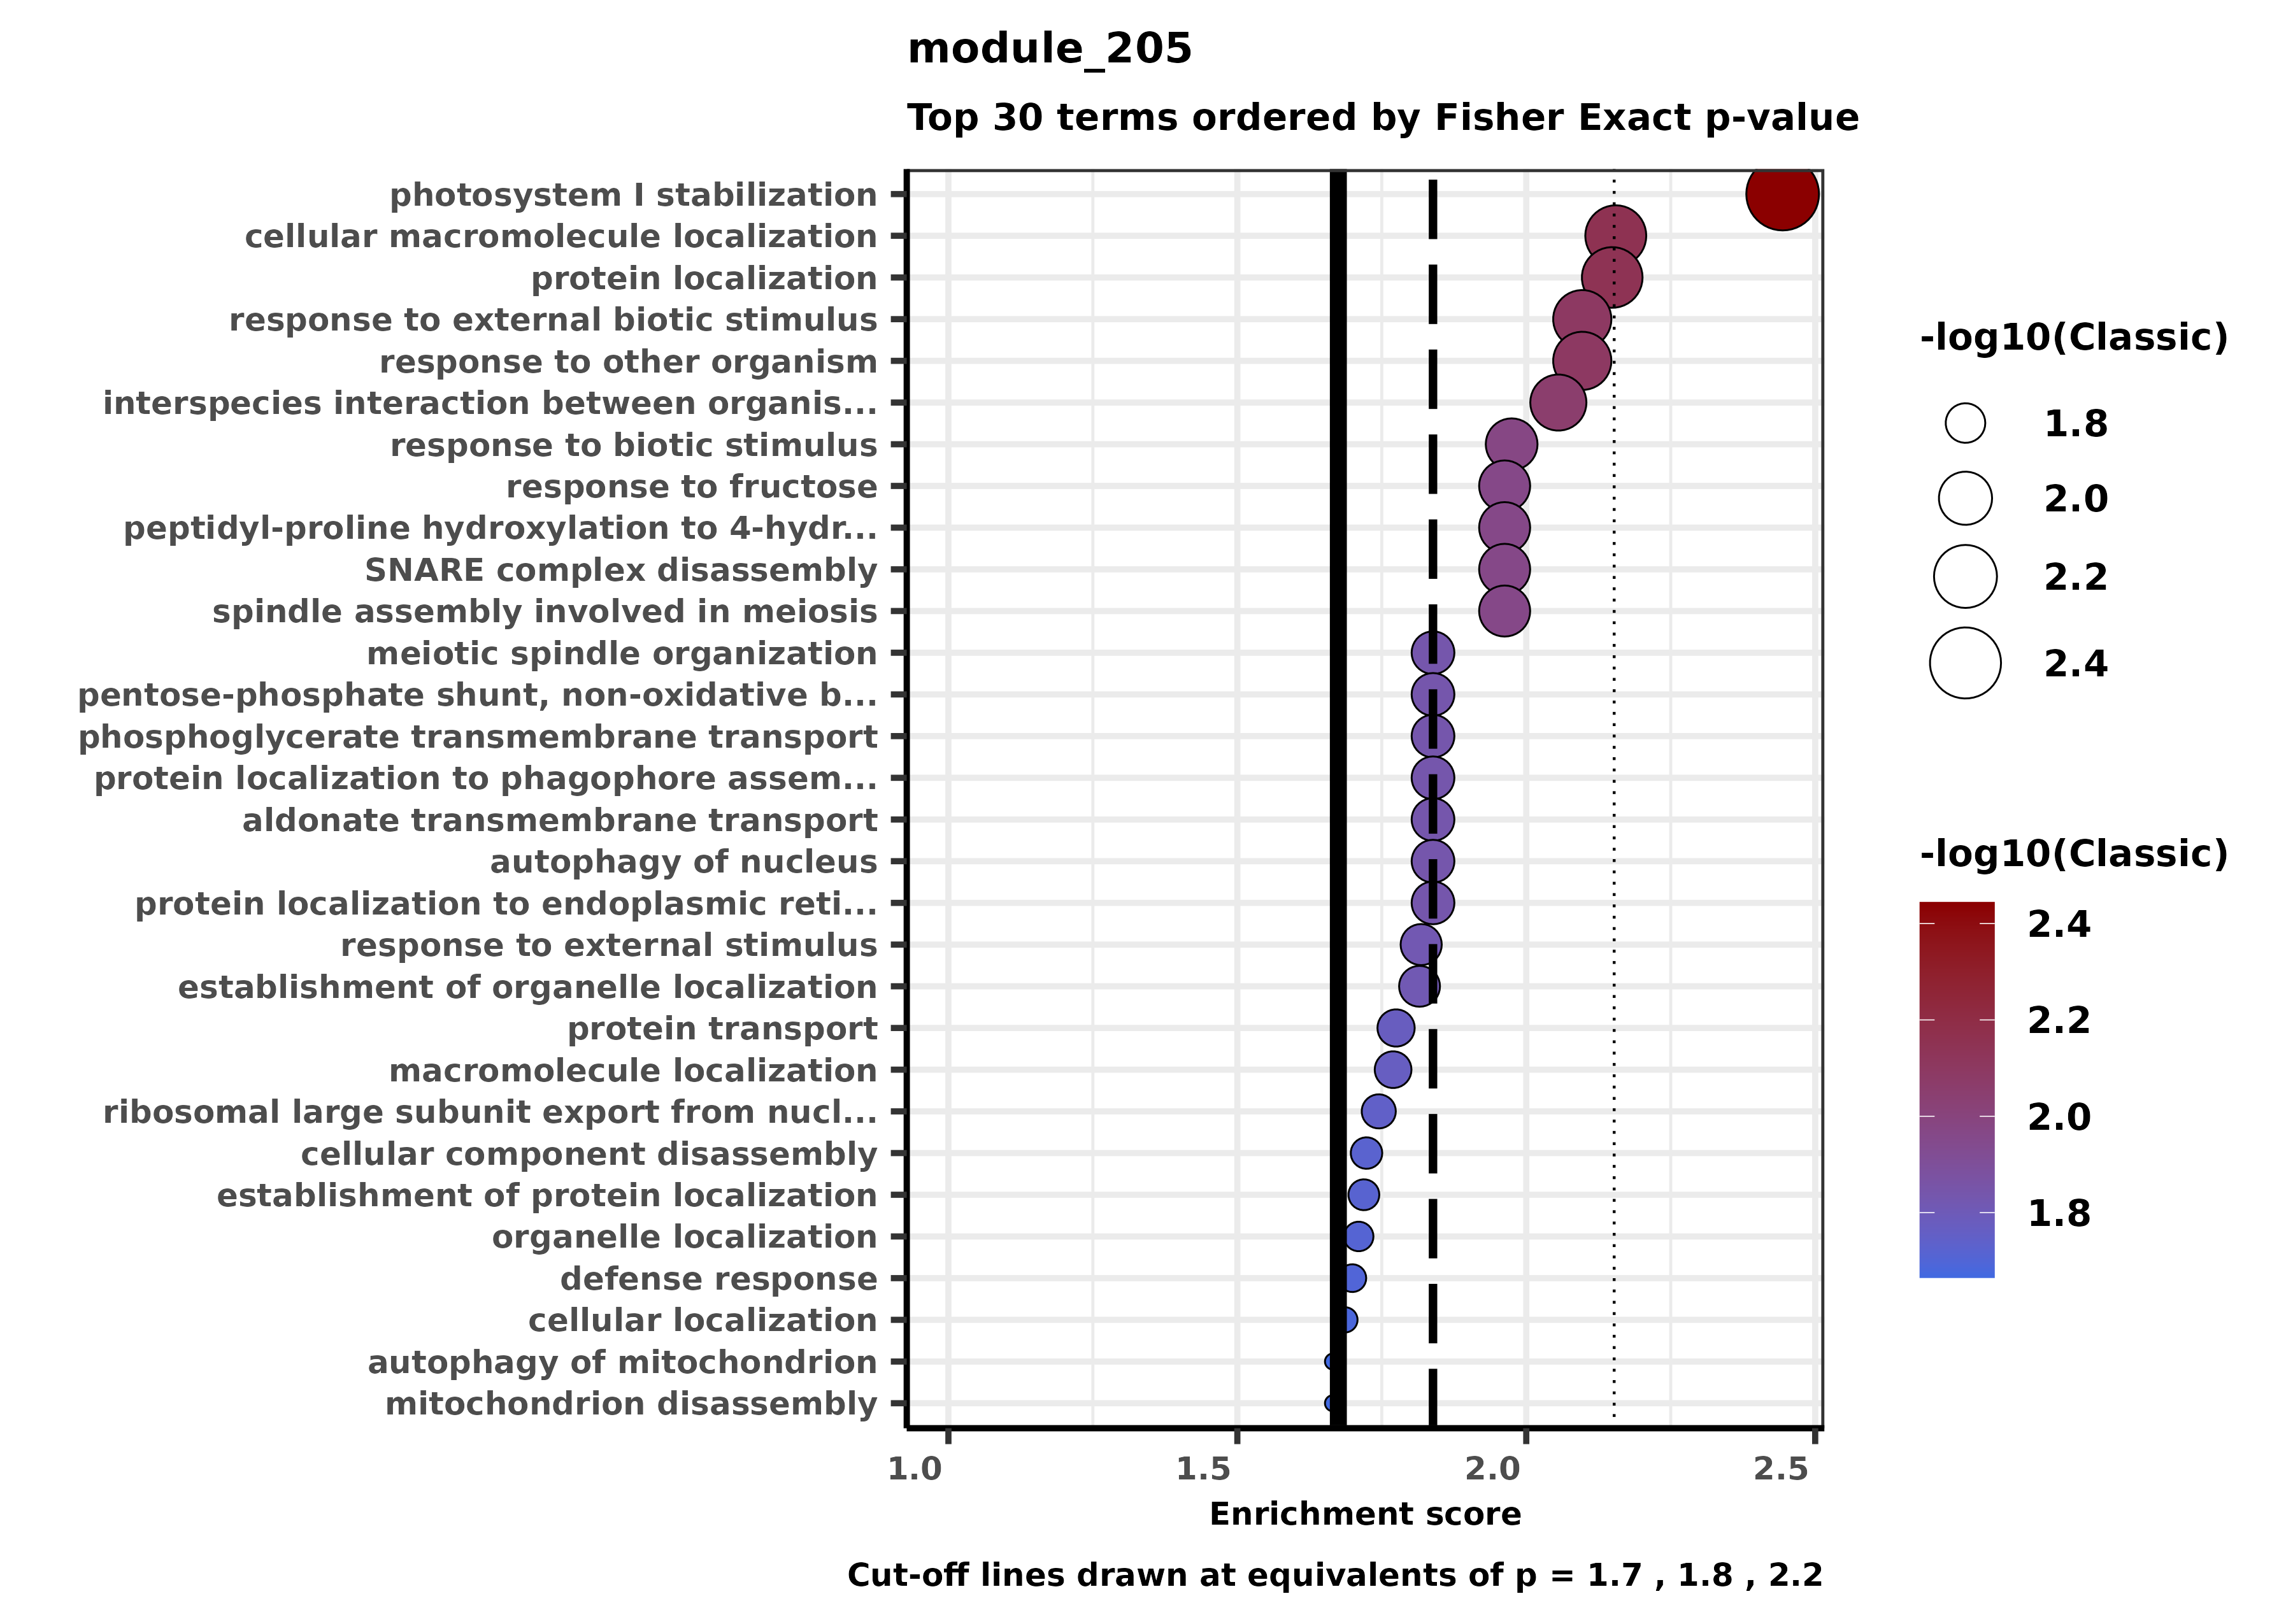 module_205
Top 30 terms ordered by Fisher Exact p-value
photosystem I stabilization
cellular macromolecule localization
protein localization
response to external biotic stimulus
response to other organism
interspecies interaction between organis...
response to biotic stimulus
response to fructose
peptidyl-proline hydroxylation to 4-hydr...
SNARE complex disassembly
spindle assembly involved in meiosis
meiotic spindle organization
pentose-phosphate shunt, non-oxidative b...
phosphoglycerate transmembrane transport
protein localization to phagophore assem...
aldonate transmembrane transport
autophagy of nucleus
protein localization to endoplasmic reti...
response to external stimulus
establishment of organelle localization
protein transport
macromolecule localization
ribosomal large subunit export from nucl...
cellular component disassembly
establishment of protein localization
organelle localization
defense response
cellular localization
autophagy of mitochondrion
mitochondrion disassembly
1.0 1.5 2.0 2.5
Enrichment score
Cut-off lines drawn at equivalents of p = 1.7 , 1.8 , 2.2
-log10(Classic)
1.8
2.0
2.2
2.4
-log10(Classic)
2.4
2.2
2.0
1.8